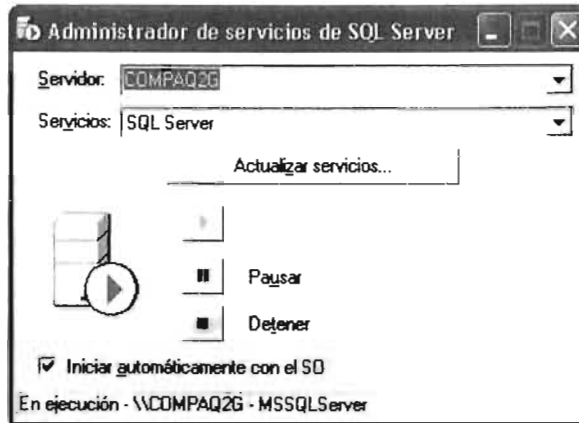 Administrador de servicios de SQL Server
Servidor: COMPAQ2G
Servicios: SQL Server
Actualizar servicios...
Pausar
Detener
Iniciar automáticamente con el SO
En ejecución - \\COMPAQ2G - MSSQLServer